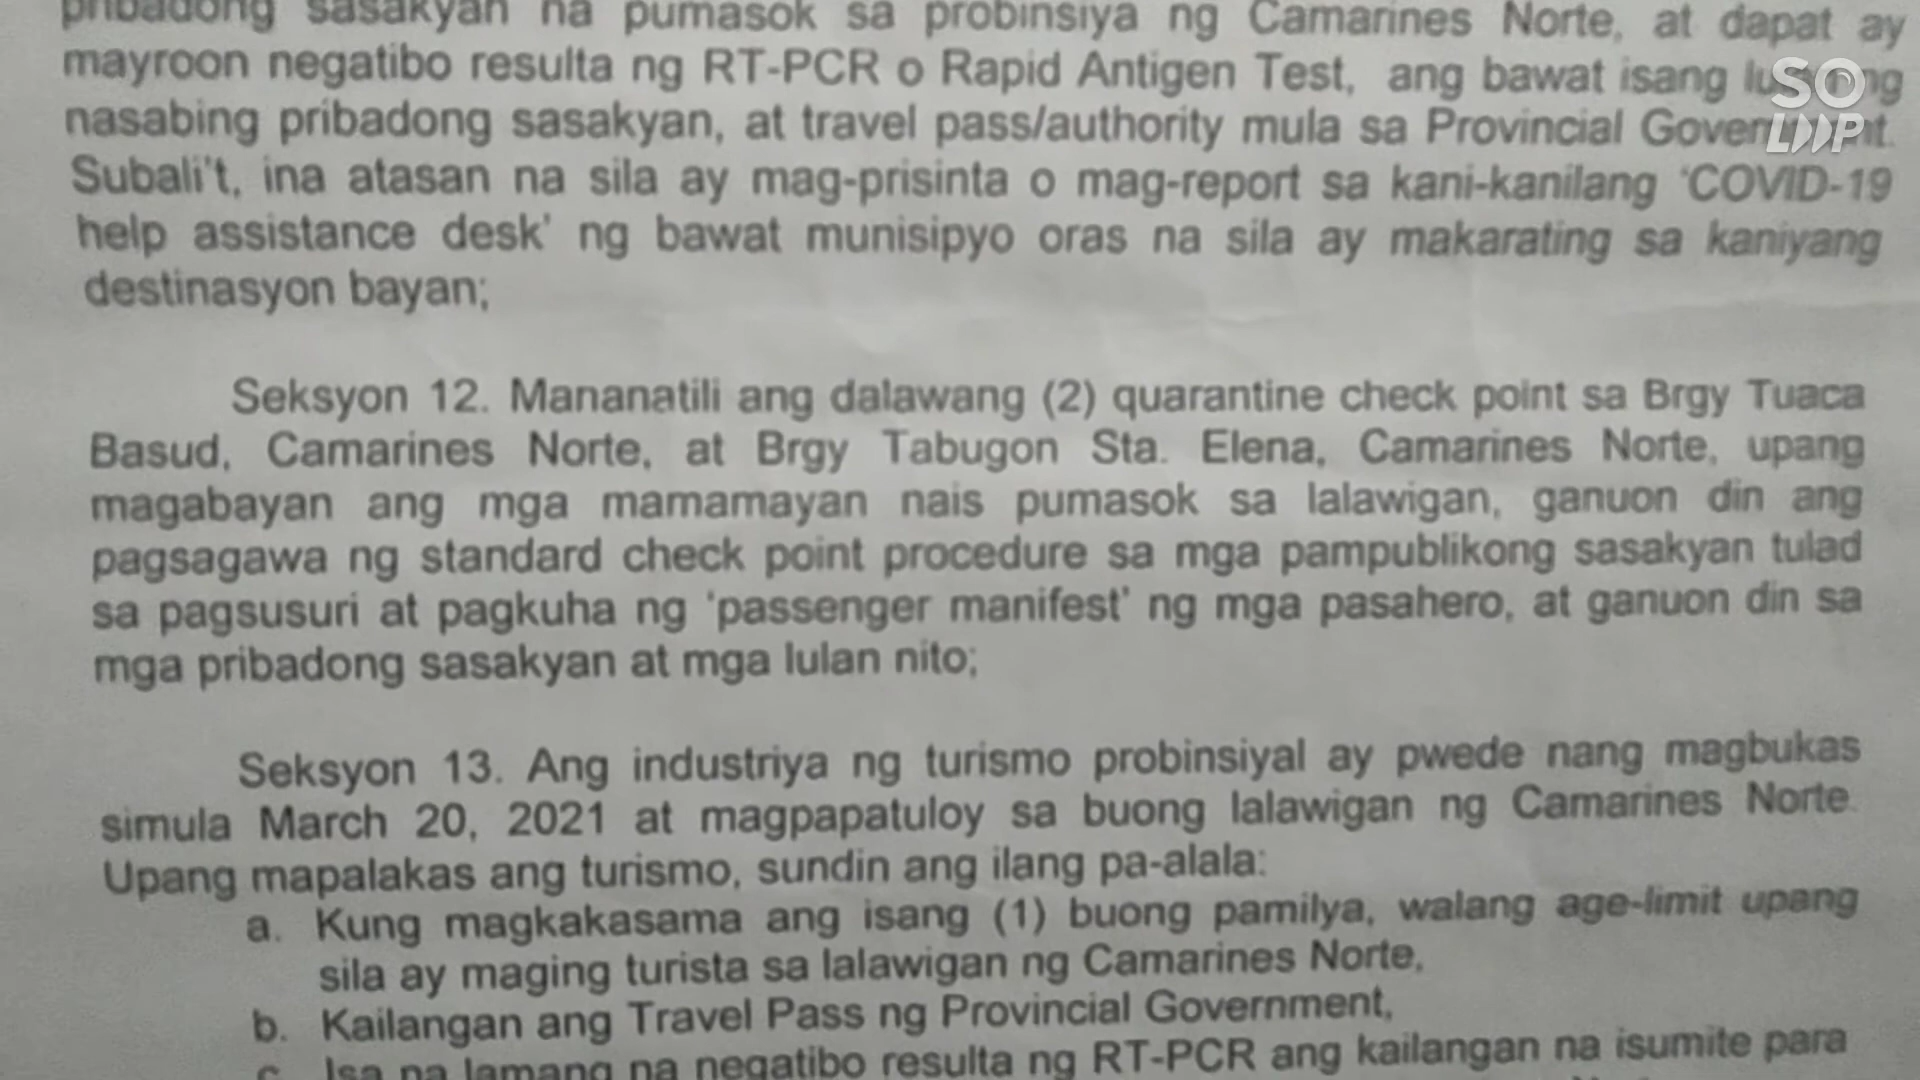 pribadong sasakyan na pumasok sa probinsiya ng Camarines Norte, at dapat ay
mayroon negatibo resulta ng RT-PCR o Rapid Antigen Test, ang bawat isang
nasabing pribadong sasakyan, at travel pass/authority mula sa Provincial Government.
Subali't, ina atasan na sila ay mag-prisinta o mag-report sa kani-kanilang 'COVID-19
help assistance desk' ng bawat munisipyo oras na sila ay makarating sa kaniyang
destinasyon bayan;
Seksyon 12. Mananatili ang dalawang (2) quarantine check point sa Brgy Tuaca
Basud, Camarines Norte, at Brgy Tabugon Sta. Elena, Camarines Norte, upang
magabayan ang mga mamamayan nais pumasok sa lalawigan, ganuon din ang
pagsagawa ng standard check point procedure sa mga pampublikong sasakyan tulad
sa pagsusuri at pagkuha ng 'passenger manifest' ng mga pasahero, at ganuon din sa
mga pribadong sasakyan at mga lulan nito;
Seksyon 13. Ang industriya ng turismo probinsiyal ay pwede nang magbukas
simula March 20, 2021 at magpapatuloy sa buong lalawigan ng Camarines Norte.
Upang mapalakas ang turismo, sundin ang ilang pa-alala:
a. Kung magkakasama ang isang (1) buong pamilya, walang age-limit upang
sila ay maging turista sa lalawigan ng Camarines Norte,
b. Kailangan ang Travel Pass ng Provincial Government,
c. Isa na lamang na negatibo resulta ng RT-PCR ang kailangan na isumite para
SO
LOOP